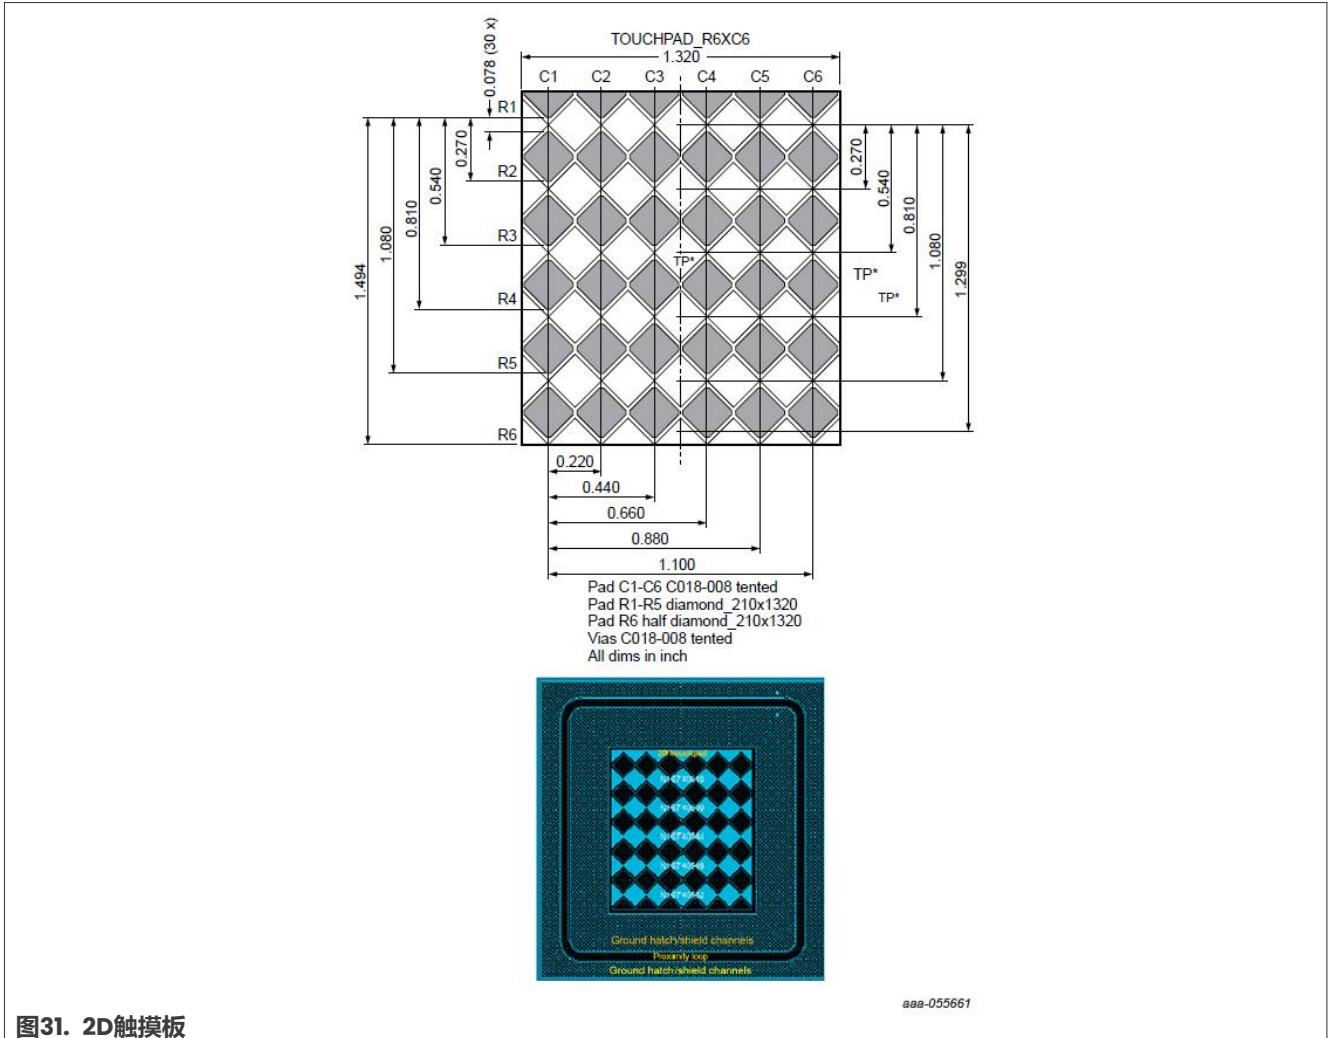 TOUCHPAD_R6XC6
1.320
0.078 (30 x)
C1 C2 C3 C4 C5 C6
R1
R2
R3
R4
R5
R6
0.270
0.540
0.810
1.080
1.494
0.270
0.540
0.810
1.080
1.299
TP*
TP*
TP*
0.220
0.440
0.660
0.880
1.100
Pad C1-C6 C018-008 tented
Pad R1-R5 diamond_210x1320
Pad R6 half diamond_210x1320
Vias C018-008 tented
All dims in inch
Ground hatch/shield channels
Proximity loop
Ground hatch/shield channels
aaa-055661
图31. 2D触摸板